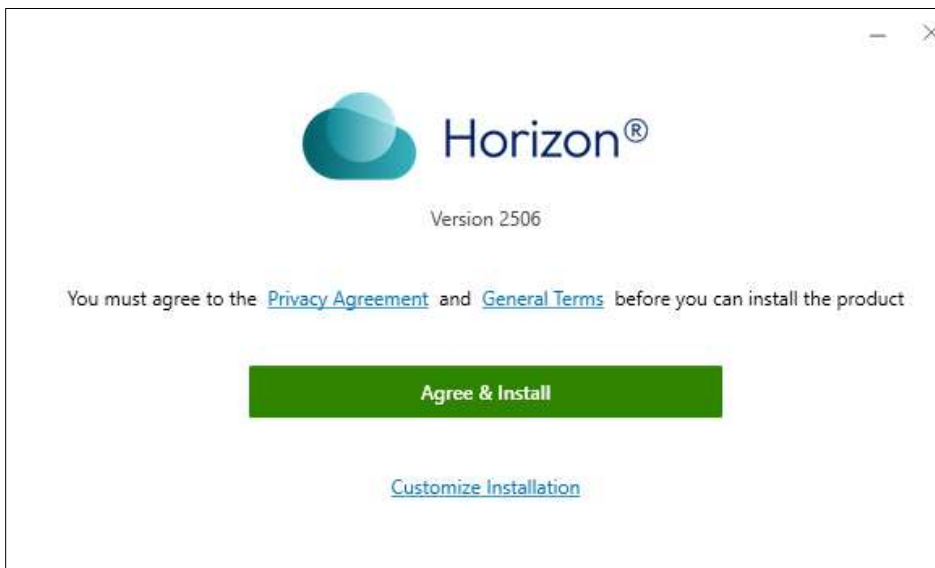 Horizon®
Version 2506
You must agree to the Privacy Agreement and General Terms before you can install the product
Agree & Install
Customize Installation